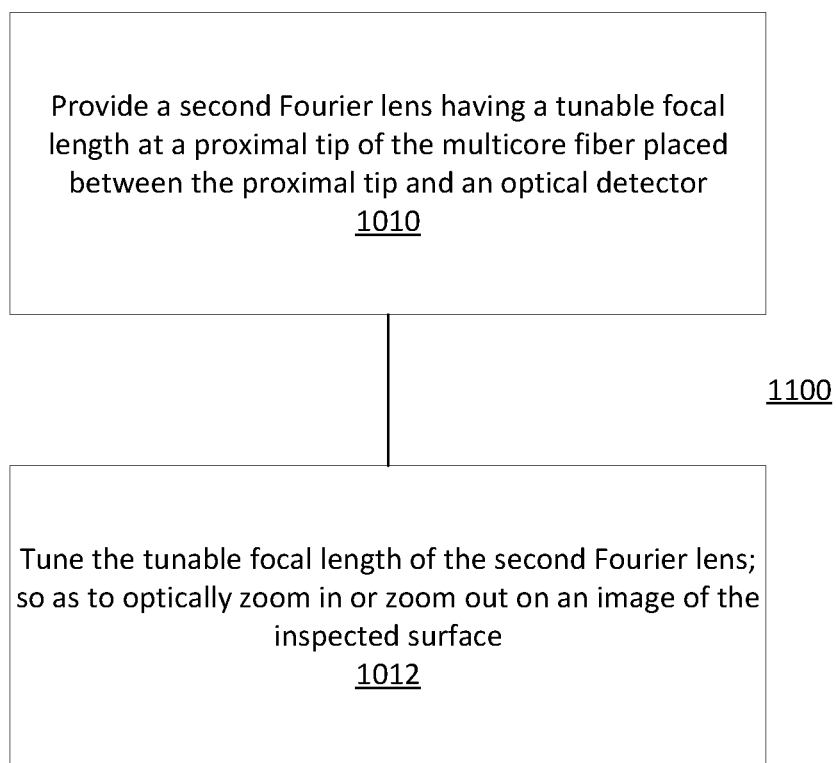 Provide a second Fourier lens having a tunable focal
length at a proximal tip of the multicore fiber placed
between the proximal tip and an optical detector
1010
1100
Tune the tunable focal length of the second Fourier lens;
so as to optically zoom in or zoom out on an image of the
inspected surface
1012